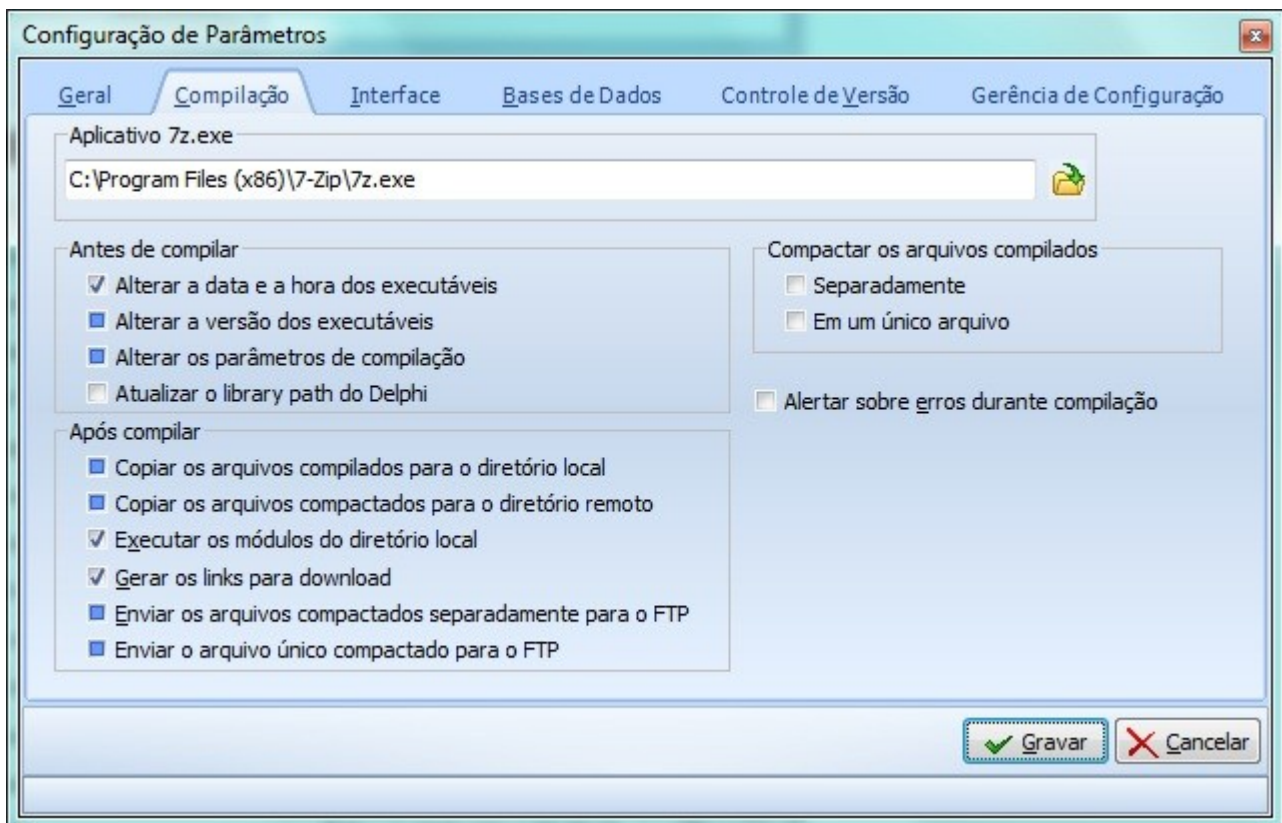 Configuração de Parâmetros
Geral
Compilação
Interface
Bases de Dados
Controle de Versão
Gerência de Configuração
Aplicativo 7z.exe
C:\Program Files (x86)\7-Zip\7z.exe
Antes de compilar
Alterar a data e a hora dos executáveis
Alterar a versão dos executáveis
Alterar os parâmetros de compilação
Atualizar o library path do Delphi
Compactar os arquivos compilados
Separadamente
Em um único arquivo
Alertar sobre erros durante compilação
Após compilar
Copiar os arquivos compilados para o diretório local
Copiar os arquivos compactados para o diretório remoto
Executar os módulos do diretório local
Gerar os links para download
Enviar os arquivos compactados separadamente para o FTP
Enviar o arquivo único compactado para o FTP
Gravar
Cancelar